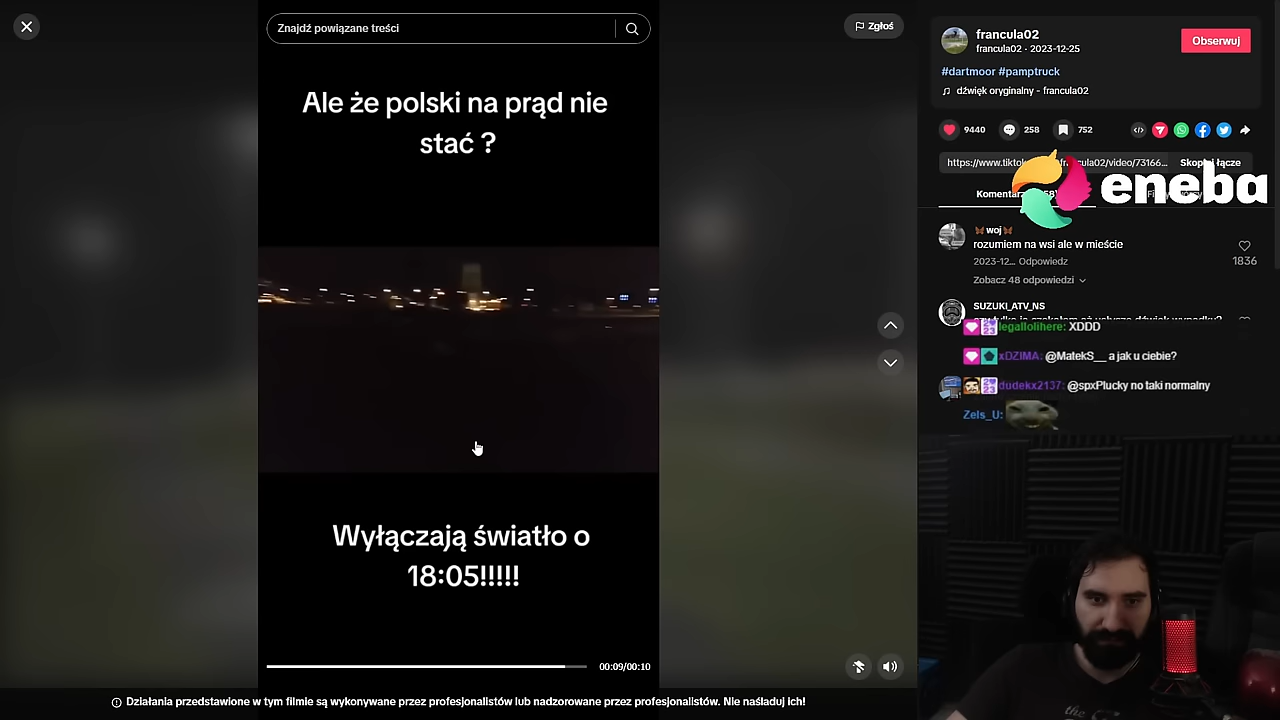 Znajdź powiązane treści
Zgłoś
Ale że polski na prąd nie
stać ?
Wyłączają światło o
18:05!!!!!
00:09/00:10
Działania przedstawione w tym filmie są wykonywane przez profesjonalistów lub nadzorowane przez profesjonalistów. Nie naśladuj ich!
francula02
francula02 · 2023-12-25
Obserwuj
#dartmoor #pamptruck
dźwięk oryginalny - francula02
9440
258
752
https://www.tiktok
Skopiuj łącze
eneba
woj
rozumiem na wsi ale w mieście
2023-12... Odpowiedz
1836
Zobacz 48 odpowiedzi
SUZUKI_ATV_NS
legallolihere: XDDD
xDZIMA: @MatekS__ a jak u ciebie?
dudekx2137: @spxPlucky no taki normalny
Zels_U:
the